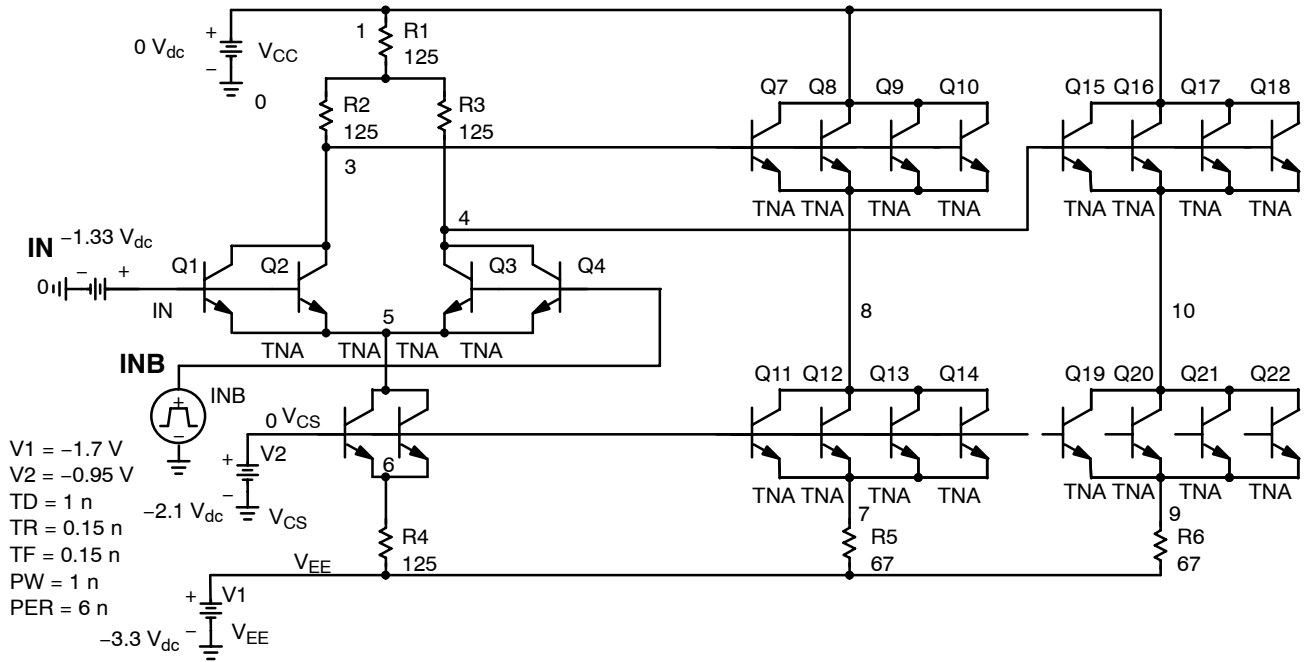 0 Vdc
+
−
VCC
0
1
R1
125
R2
125
R3
125
3
4
Q7 Q8 Q9 Q10
TNA TNA TNA TNA
Q15 Q16 Q17 Q18
TNA TNA TNA TNA
IN −1.33 Vdc
0 − +
IN
Q1 Q2 Q3 Q4
5
TNA TNA TNA TNA
8
10
INB
INB
+
−
V1 = −1.7 V
V2 = −0.95 V
TD = 1 n
TR = 0.15 n
TF = 0.15 n
PW = 1 n
PER = 6 n
0 VCS
+ V2
−
−2.1 Vdc VCS
6
R4
125
Q11 Q12 Q13 Q14
TNA TNA TNA TNA
7
R5
67
Q19 Q20 Q21 Q22
TNA TNA TNA TNA
9
R6
67
VEE
+ V1
−3.3 Vdc − VEE